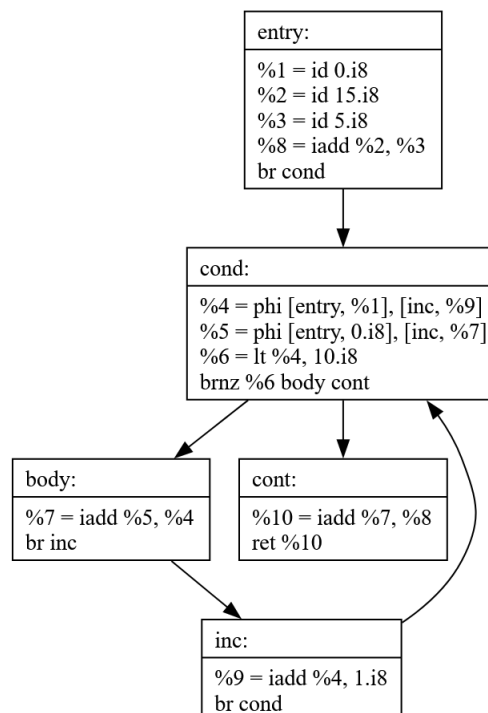 entry:
%1 = id 0.i8
%2 = id 15.i8
%3 = id 5.i8
%8 = iadd %2, %3
br cond
cond:
%4 = phi [entry, %1], [inc, %9]
%5 = phi [entry, 0.i8], [inc, %7]
%6 = lt %4, 10.i8
brnz %6 body cont
body:
%7 = iadd %5, %4
br inc
cont:
%10 = iadd %7, %8
ret %10
inc:
%9 = iadd %4, 1.i8
br cond